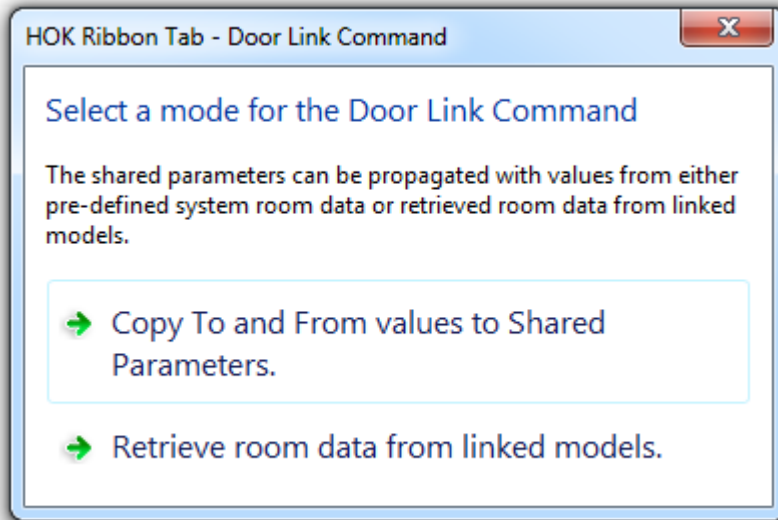 HOK Ribbon Tab - Door Link Command
Select a mode for the Door Link Command
The shared parameters can be propagated with values from either
pre-defined system room data or retrieved room data from linked
models.
Copy To and From values to Shared
Parameters.
Retrieve room data from linked models.